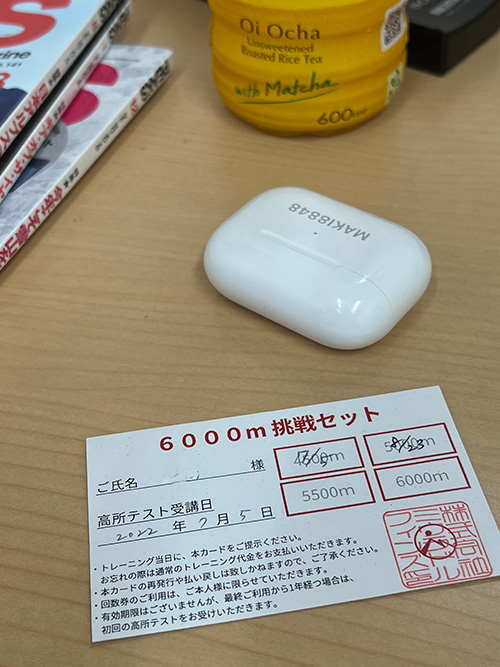 S
zine
Oi Ocha
Unsweetened
Roasted Rice Tea
with Matcha
600ml
MAKI8848
6000m 挑戦セット
ご氏名 様
高所テスト受講日
2022 年 7 月 5 日
5500m
6000m
8/23
・トレーニング当日に、本カードをご提示ください。
お忘れの際は通常のトレーニング代金をお支払いいただきます。
・本カードの再発行や払い戻しは致しかねますので、ご了承ください。
・回数券のご利用は、ご本人様に限らせていただきます。
・有効期限はございませんが、最終ご利用から1年経つ場合は、
初回の高所テストをお受けいただきます。